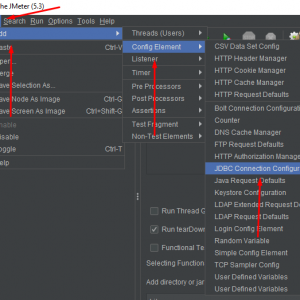 he JMeter (5.3)
Search Run Options Tools Help
dd
aste Ctrl-V
pen...
erge
ave Selection As...
ave Node As Image Ctrl-G
ave Screen As Image Ctrl+Shift-G
nable
isable
oggle Ctrl-T
elp
Threads (Users)
Config Element
Listener
Timer
Pre Processors
Post Processors
Assertions
Test Fragment
Non-Test Elements
CSV Data Set Config
HTTP Header Manager
HTTP Cookie Manager
HTTP Cache Manager
HTTP Request Defaults
Bolt Connection Configuratio
Counter
DNS Cache Manager
FTP Request Defaults
HTTP Authorization Manage
JDBC Connection Configur
Java Request Defaults
Keystore Configuration
LDAP Extended Request D
LDAP Request Defaults
Login Config Element
Random Variable
Simple Config Element
TCP Sampler Config
User Defined Variables
User Defined Variables
Run Thread G
Run tearDown
Functional Te
Selecting Function
Add directory or jar